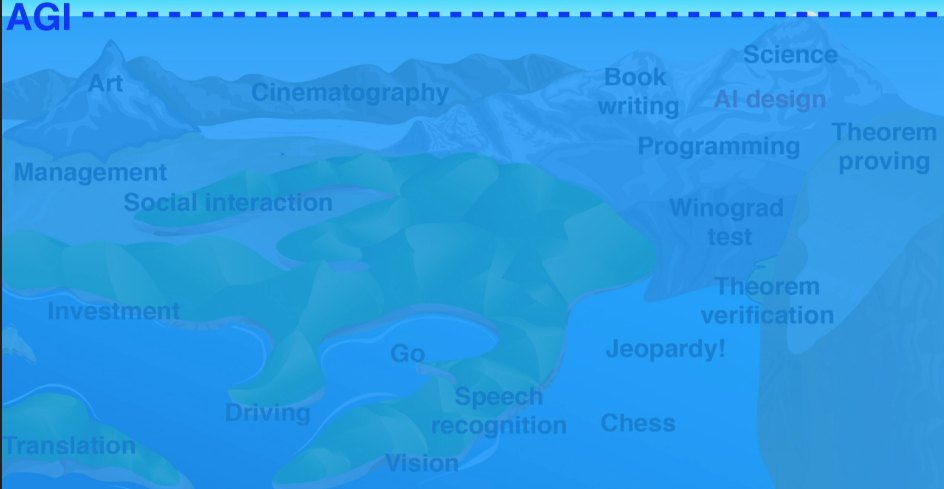 AGI
Science
Art
Book
writing
Cinematography
AI design
Theorem
proving
Programming
Management
Social interaction
Winograd
test
Theorem
verification
Investment
Jeopardy!
Go
Speech
recognition
Driving
Chess
Translation
Vision